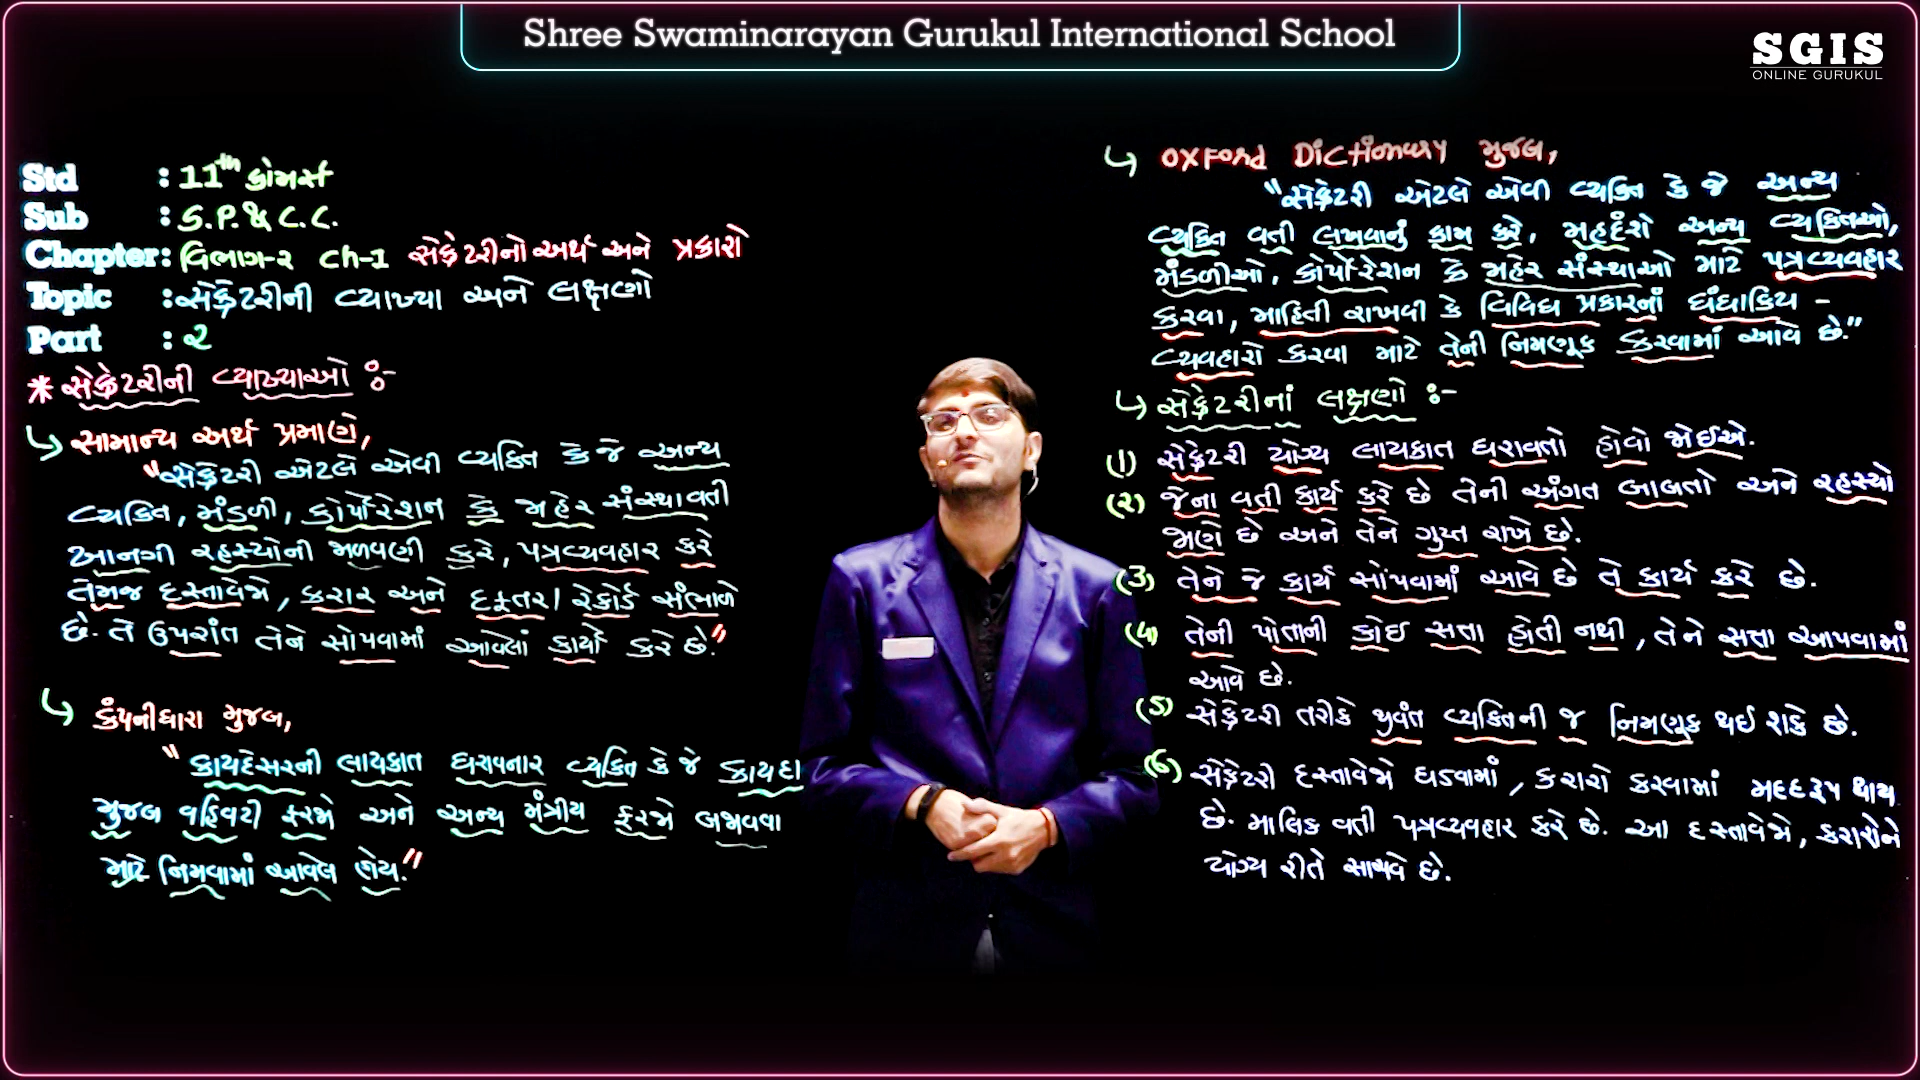 Shree Swaminarayan Gurukul International School
SGIS
ONLINE GURUKUL
Std : 11th કોમર્સ
Sub : S.P. & C.C.
Chapter : વિભાગ-૨ ch-1 સેક્રેટરીનો અર્થ અને પ્રકારો
Topic : સેક્રેટરીની વ્યાખ્યા અને લક્ષણો
Part : ૨
* સેક્રેટરીની વ્યાખ્યાઓ :-
↳ સામાન્ય અર્થ પ્રમાણે,
"સેક્રેટરી એટલે એવી વ્યકિત કે જે અન્ય
વ્યકિત, મંડળી, કોર્પોરેશન કે જાહેર સંસ્થા વતી
ખાનગી રહસ્યોની જાળવણી કરે, પત્રવ્યવહાર કરે
તેમજ દસ્તાવેજો, કરાર અને દફતર/રેકોર્ડ સંભાળે
છે. તે ઉપરાંત તેને સોપવામાં આવેલાં કાર્યો કરે છે."
↳ કંપનીધારા મુજબ,
"કાયદેસરની લાયકાત ધરાવનાર વ્યકિત કે જે કાયદા
મુજબ વહિવટી ફરજો અને અન્ય મંત્રીય ફરજો બજાવવા
માટે નિમવામાં આવેલ હોય."
↳ Oxford Dictionary મુજબ,
"સેક્રેટરી એટલે એવી વ્યકિત કે જે અન્ય
વ્યકિત વતી લખવાનું કામ કરે, મહદંશે અન્ય વ્યકિતઓ,
મંડળીઓ, કોર્પોરેશન કે જાહેર સંસ્થાઓ માટે પત્રવ્યવહાર
કરવા, માહિતી રાખવી કે વિવિધ પ્રકારનાં ધંધાકિય -
વ્યવહારો કરવા માટે તેની નિમણૂક કરવામાં આવે છે."
↳ સેક્રેટરીનાં લક્ષણો :-
(1) સેક્રેટરી યોગ્ય લાયકાત ધરાવતો હોવો જોઈએ.
(૨) જેના વતી કાર્ય કરે છે તેની અંગત બાબતો અને રહસ્યો
જાણે છે અને તેને ગુપ્ત રાખે છે.
(3) તેને જે કાર્ય સોંપવામાં આવે છે તે કાર્ય કરે છે.
(4) તેની પોતાની કોઇ સત્તા હોતી નથી, તેને સત્તા આપવામાં
આવે છે.
(5) સેક્રેટરી તરીકે જીવંત વ્યકિતની જ નિમણૂક થઈ શકે છે.
(6) સેક્રેટરી દસ્તાવેજો ઘડવામાં, કરારો કરવામાં મદદરૂપ થાય
છે. માલિક વતી પત્રવ્યવહાર કરે છે. આ દસ્તાવેજો, કરારોને
યોગ્ય રીતે સાચવે છે.